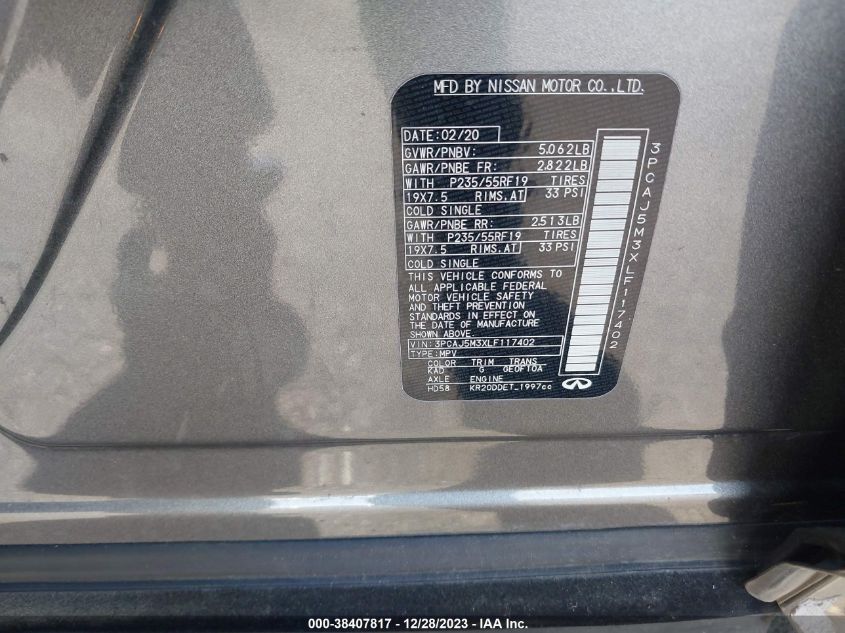 MFD BY NISSAN MOTOR CO.,LTD.
DATE:02/20
GVWR/PNBV: 5,062LB
GAWR/PNBE FR: 2,822LB
WITH P235/55RF19 TIRES
19X7.5 RIMS.AT 33 PSI
COLD SINGLE
GAWR/PNBE RR: 2,513LB
WITH P235/55RF19 TIRES
19X7.5 RIMS.AT 33 PSI
COLD SINGLE
THIS VEHICLE CONFORMS TO
ALL APPLICABLE FEDERAL
MOTOR VEHICLE SAFETY
AND THEFT PREVENTION
STANDARDS IN EFFECT ON
THE DATE OF MANUFACTURE
SHOWN ABOVE.
VIN: 3PCAJ5M3XLF117402
TYPE: MPV
COLOR TRIM TRANS
KAD G GE0F10A
AXLE ENGINE
HD58 KR20DDET_1997cc
3PCAJ5M3XLF117402
000-38407817 - 12/28/2023 - © IAA Inc.